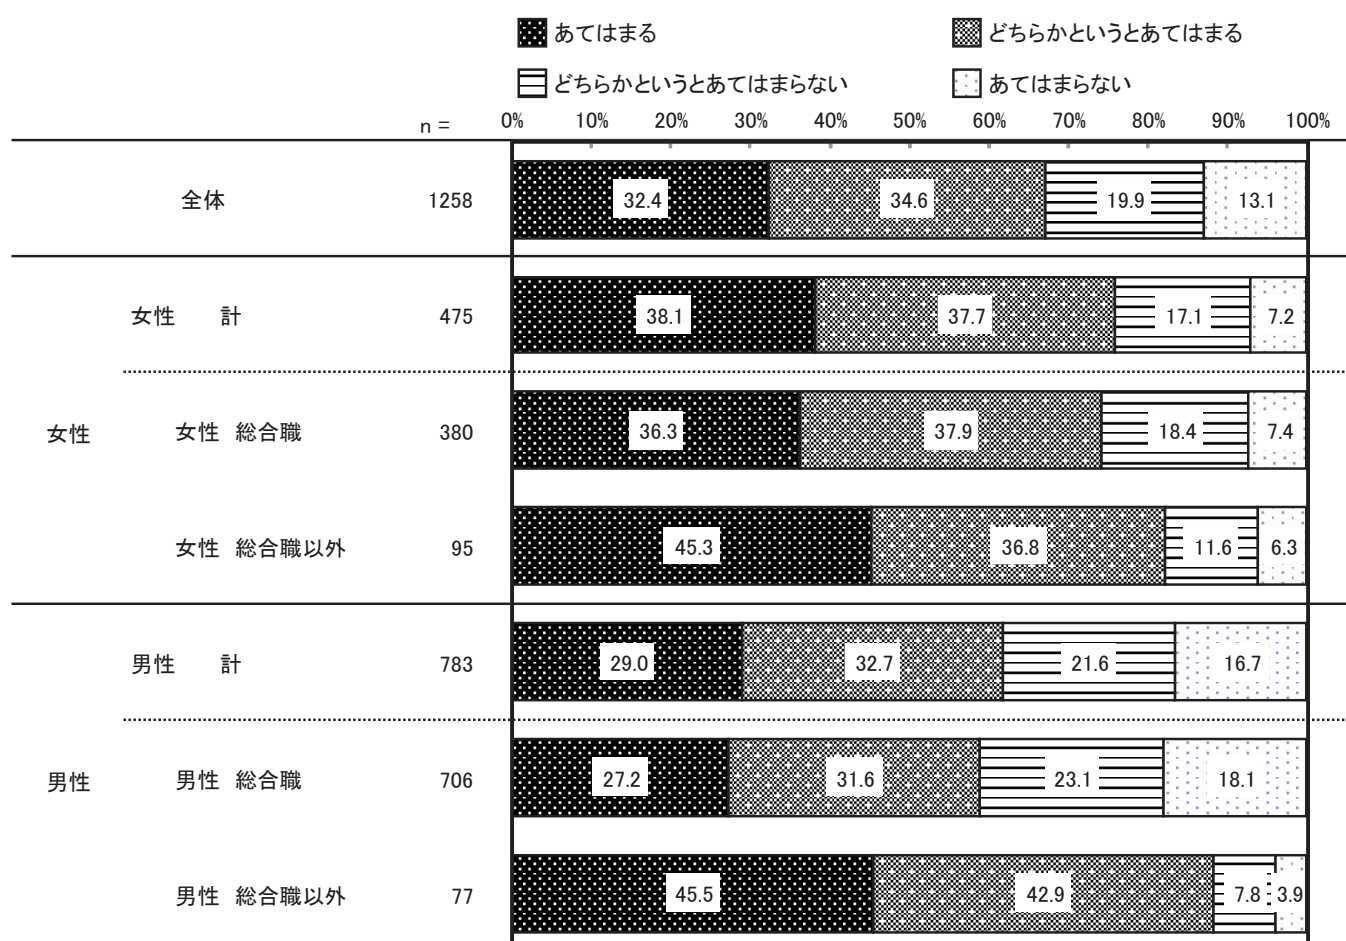 あてはまる どちらかというとあてはまる
どちらかというとあてはまらない あてはまらない
n = 0% 10% 20% 30% 40% 50% 60% 70% 80% 90% 100%
全体 1258 32.4 34.6 19.9 13.1
女性 計 475 38.1 37.7 17.1 7.2
女性 女性 総合職 380 36.3 37.9 18.4 7.4
女性 総合職以外 95 45.3 36.8 11.6 6.3
男性 計 783 29.0 32.7 21.6 16.7
男性 男性 総合職 706 27.2 31.6 23.1 18.1
男性 総合職以外 77 45.5 42.9 7.8 3.9